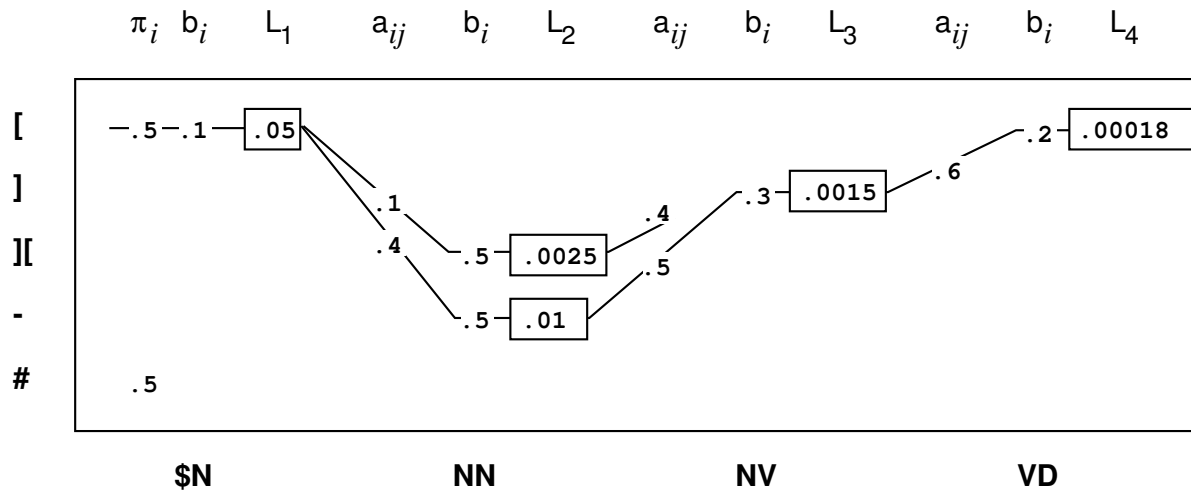 πi bi L1 aij bi L2 aij bi L3 aij bi L4
[ .5 .1 .05 .2 .00018
] .1 .3 .0015 .6
][ .4 .5 .0025 .4
- .5 .01 .5
# .5
$N NN NV VD